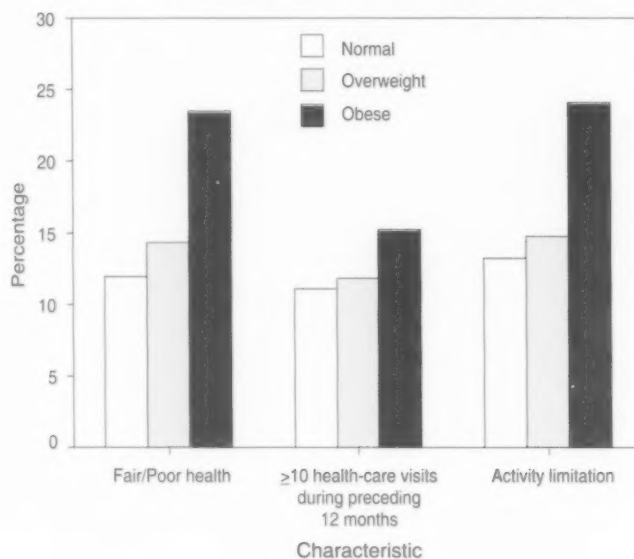 30
25
20
15
10
5
0
Percentage
Normal
Overweight
Obese
Fair/Poor health
≥10 health-care visits
during preceding
12 months
Activity limitation
Characteristic